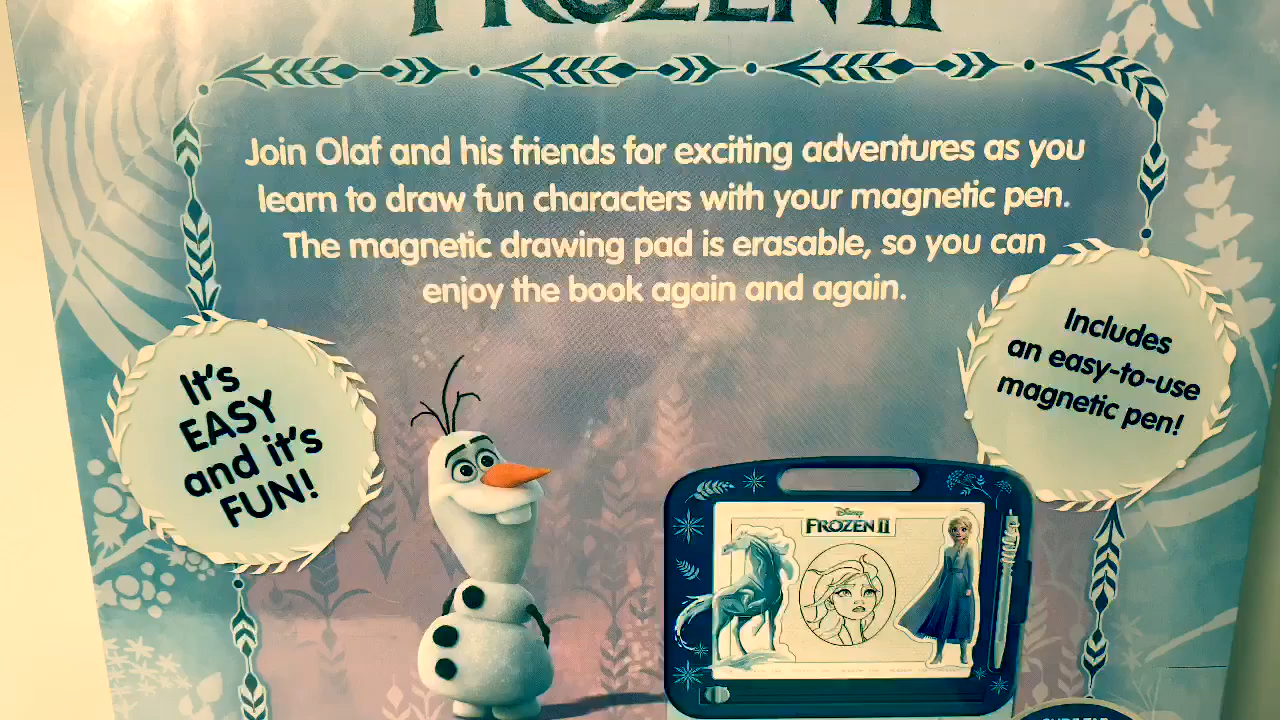 FROZEN II
Join Olaf and his friends for exciting adventures as you
learn to draw fun characters with your magnetic pen.
The magnetic drawing pad is erasable, so you can
enjoy the book again and again.
It's
EASY
and it's
FUN!
Includes
an easy-to-use
magnetic pen!
Disney
FROZEN II